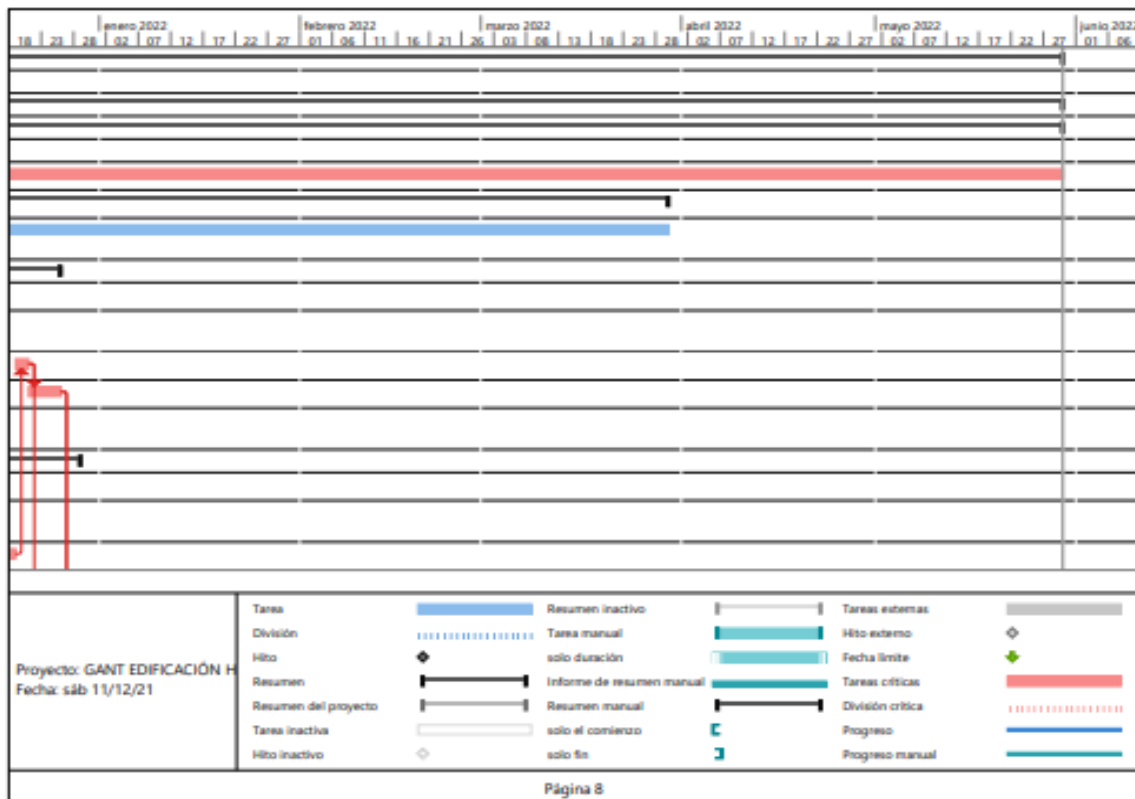 enero 2022 febrero 2022 marzo 2022 abril 2022 mayo 2022 junio 2022
18 23 28 02 07 12 17 22 27 01 06 11 16 21 26 03 08 13 18 23 28 02 07 12 17 22 27 02 07 12 17 22 27 01 06
Tarea Resumen inactivo Tareas externas
División Tarea manual Hito externo
Hito solo duración Fecha límite
Proyecto: GANT EDIFICACIÓN H
Fecha: sáb 11/12/21
Resumen Informe de resumen manual Tareas críticas
Resumen del proyecto Resumen manual División crítica
Tarea inactiva solo el comienzo Progreso
Hito inactivo solo fin Progreso manual
Página 8